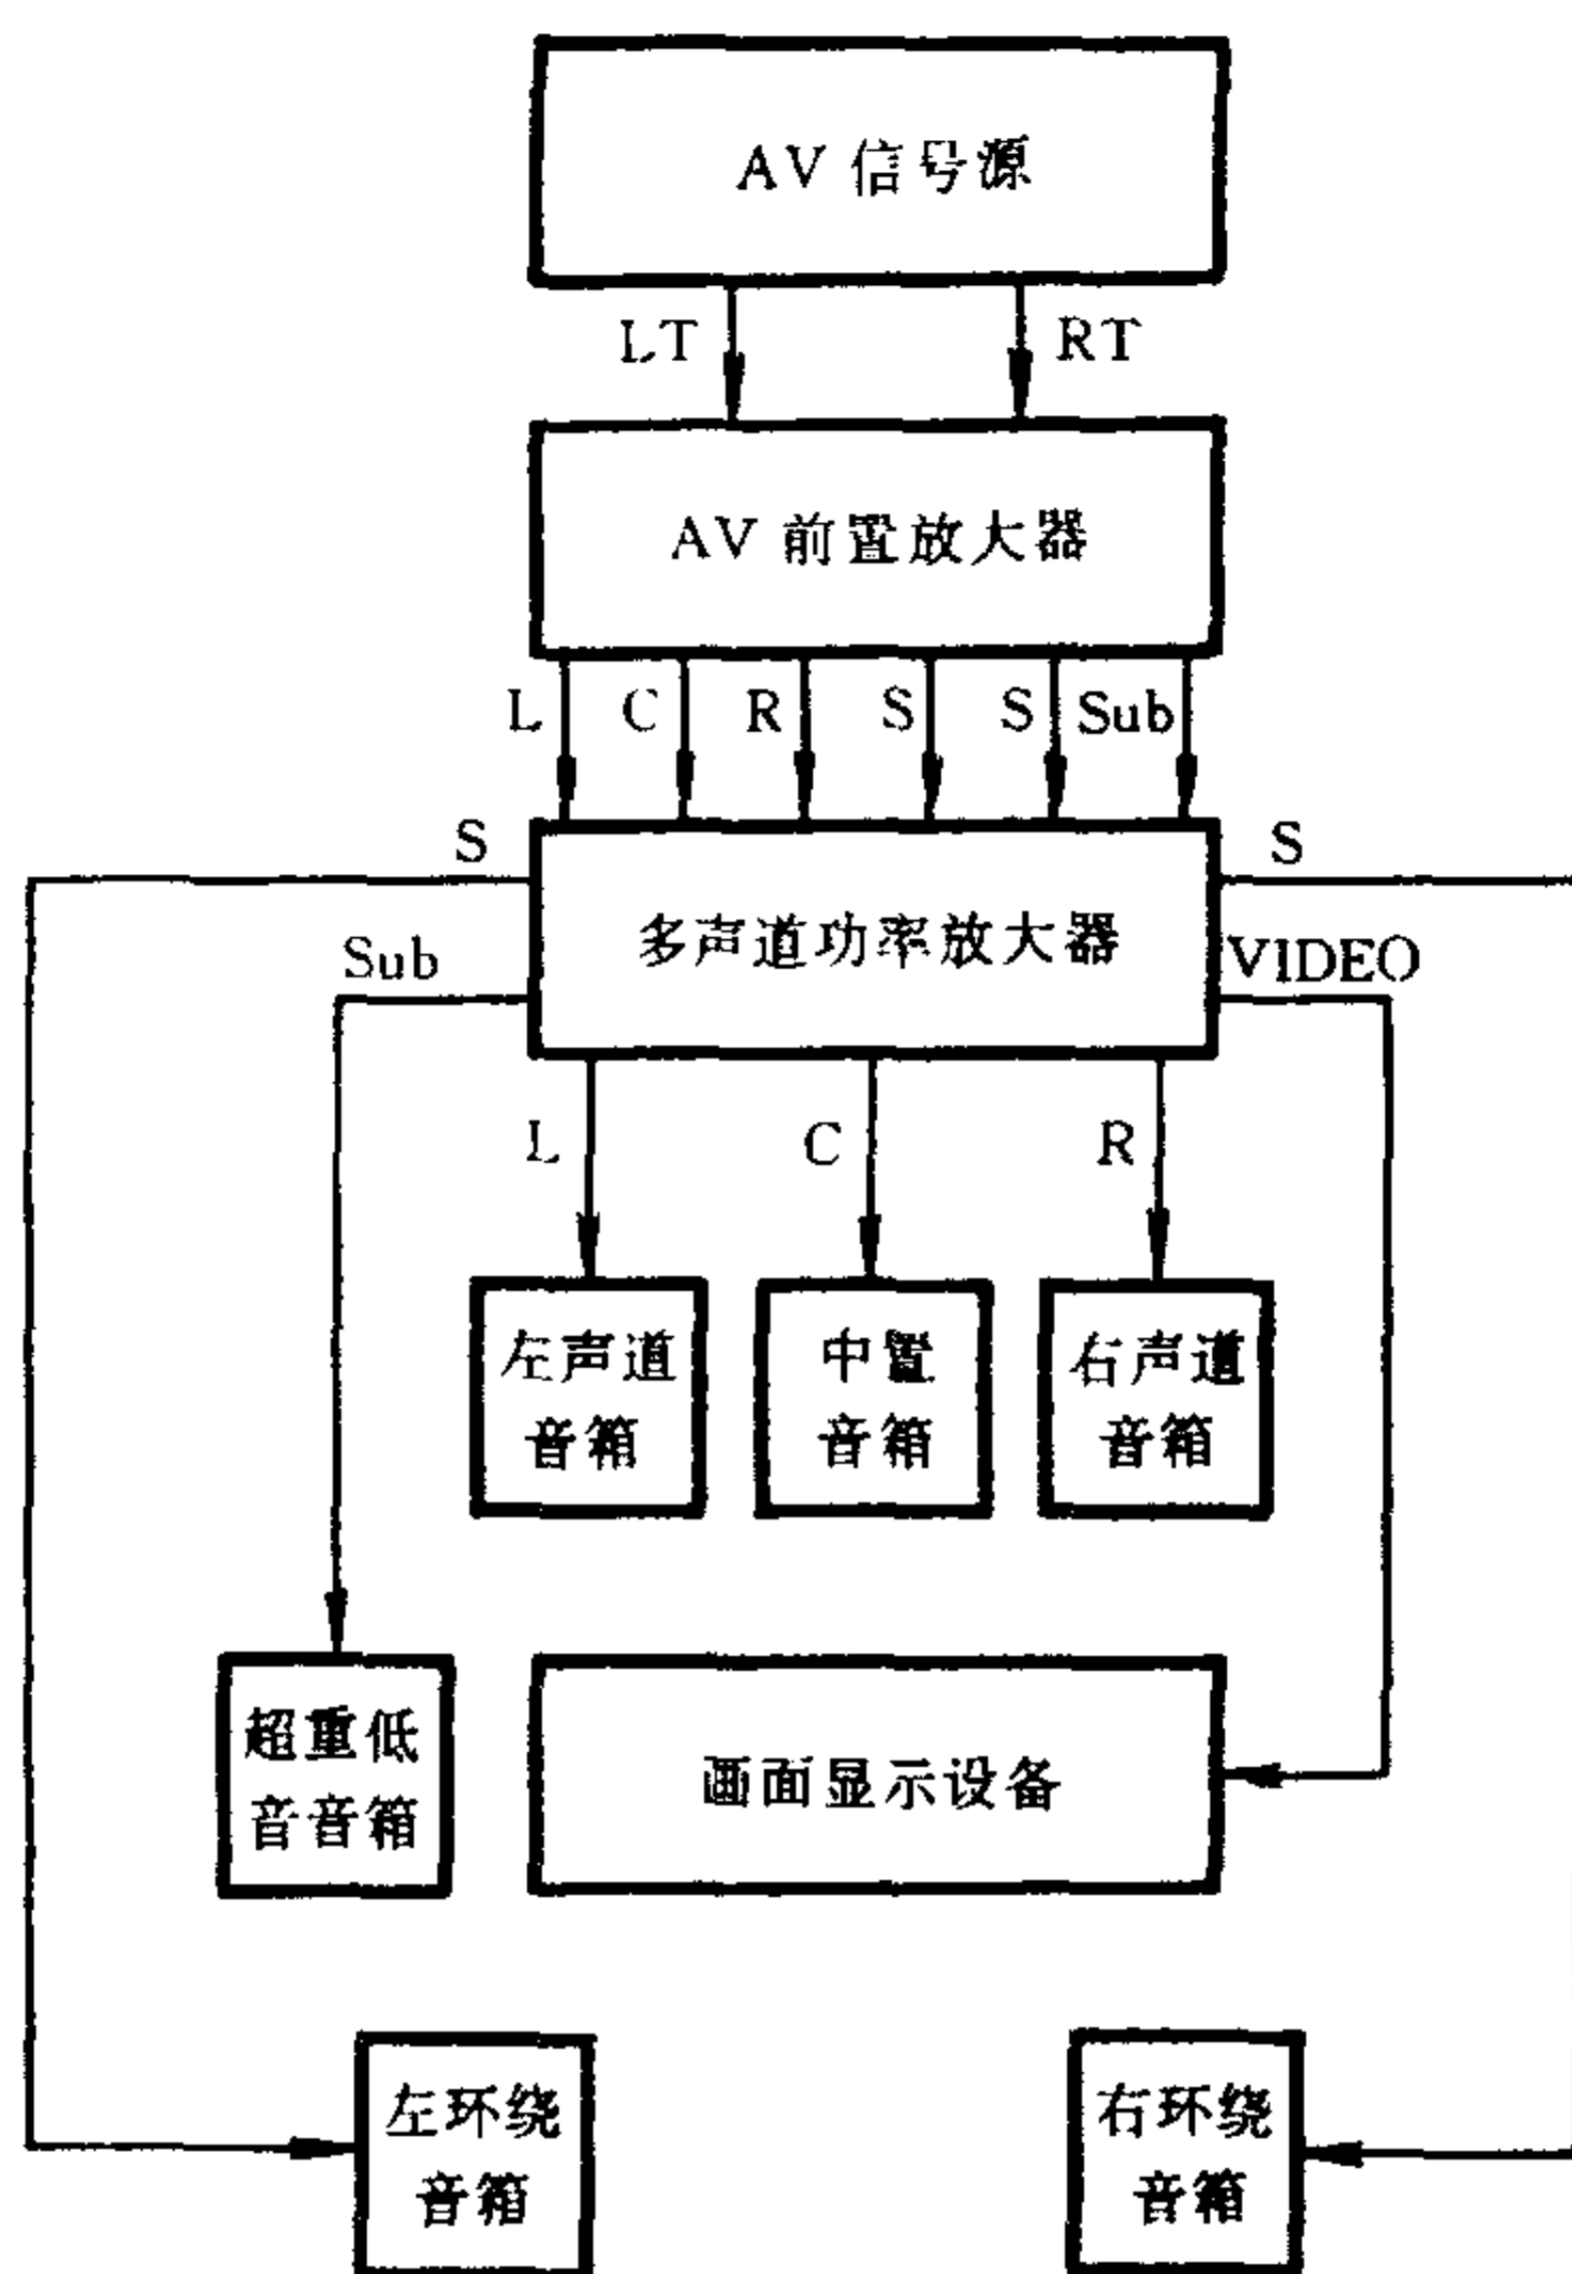 AV 信号源
LT
RT
AV 前置放大器
L C R S S Sub
S
S
多声道功率放大器
Sub
VIDEO
L
C
R
左声道
音箱
中置
音箱
右声道
音箱
超重低
音音箱
画面显示设备
左环绕
音箱
右环绕
音箱